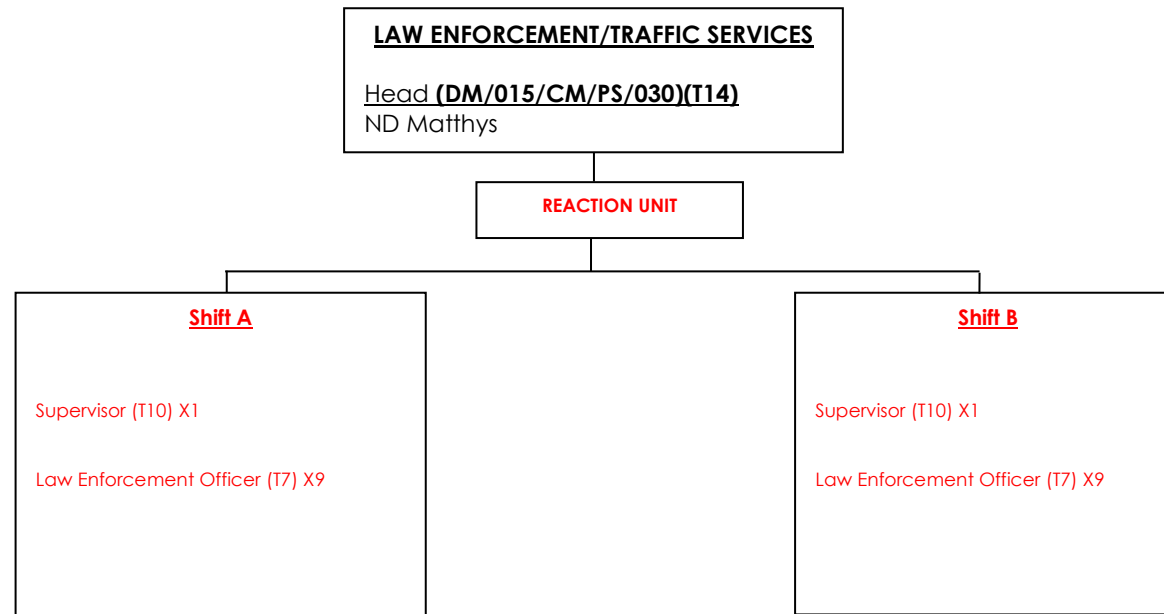 LAW ENFORCEMENT/TRAFFIC SERVICES
Head (DM/015/CM/PS/030)(T14)
ND Matthys
REACTION UNIT
Shift A
Supervisor (T10) X1
Law Enforcement Officer (T7) X9
Shift B
Supervisor (T10) X1
Law Enforcement Officer (T7) X9